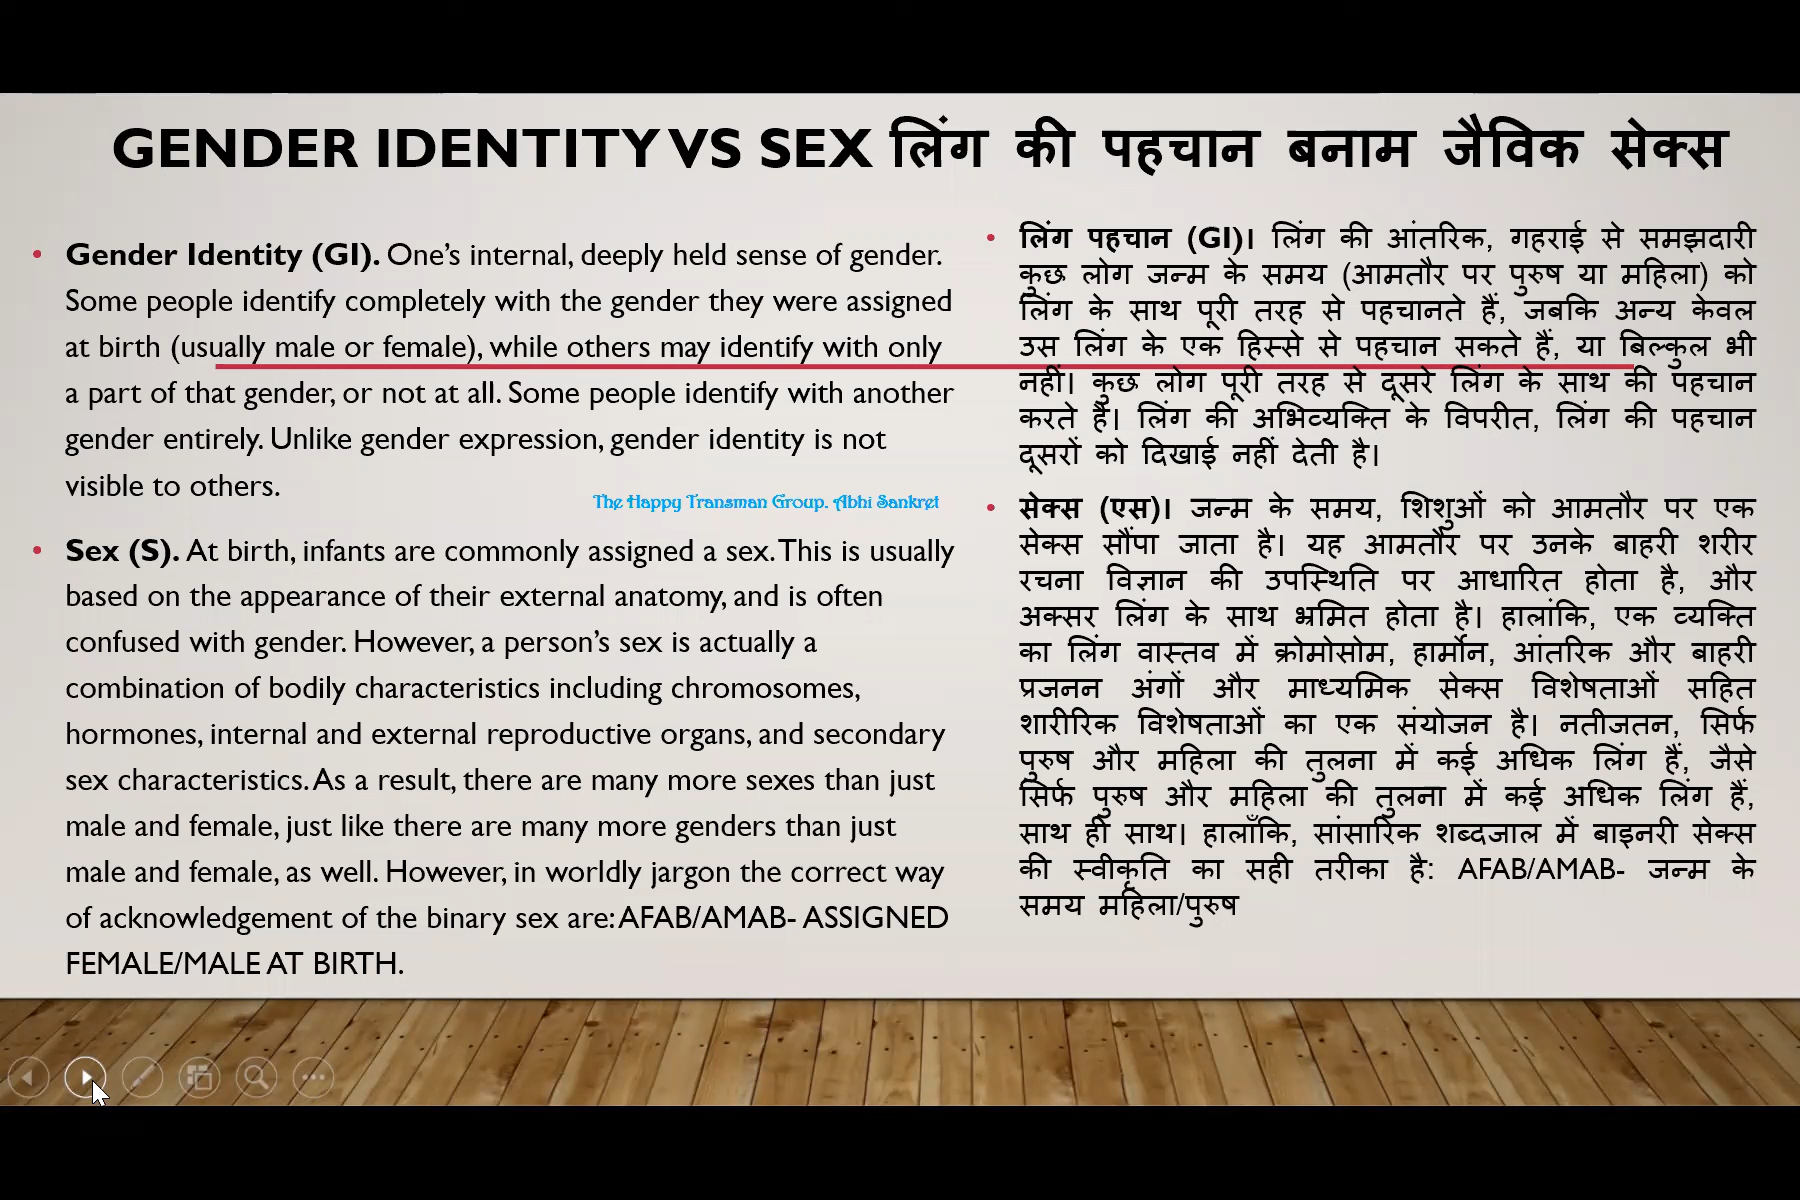 GENDER IDENTITY VS SEX लिंग की पहचान बनाम जैविक सेक्स
• Gender Identity (GI). One’s internal, deeply held sense of gender.
Some people identify completely with the gender they were assigned
at birth (usually male or female), while others may identify with only
a part of that gender, or not at all. Some people identify with another
gender entirely. Unlike gender expression, gender identity is not
visible to others.
The Happy Transman Group. Abhi Sankret
• Sex (S). At birth, infants are commonly assigned a sex. This is usually
based on the appearance of their external anatomy, and is often
confused with gender. However, a person’s sex is actually a
combination of bodily characteristics including chromosomes,
hormones, internal and external reproductive organs, and secondary
sex characteristics. As a result, there are many more sexes than just
male and female, just like there are many more genders than just
male and female, as well. However, in worldly jargon the correct way
of acknowledgement of the binary sex are: AFAB/AMAB- ASSIGNED
FEMALE/MALE AT BIRTH.
• लिंग पहचान (GI)। लिंग की आंतरिक, गहराई से समझदारी
कुछ लोग जन्म के समय (आमतौर पर पुरुष या महिला) को
लिंग के साथ पूरी तरह से पहचानते हैं, जबकि अन्य केवल
उस लिंग के एक हिस्से से पहचान सकते हैं, या बिल्कुल भी
नहीं। कुछ लोग पूरी तरह से दूसरे लिंग के साथ की पहचान
करते हैं। लिंग की अभिव्यक्ति के विपरीत, लिंग की पहचान
दूसरों को दिखाई नहीं देती है।
• सेक्स (एस)। जन्म के समय, शिशुओं को आमतौर पर एक
सेक्स सौंपा जाता है। यह आमतौर पर उनके बाहरी शरीर
रचना विज्ञान की उपस्थिति पर आधारित होता है, और
अक्सर लिंग के साथ भ्रमित होता है। हालांकि, एक व्यक्ति
का लिंग वास्तव में क्रोमोसोम, हार्मोन, आंतरिक और बाहरी
प्रजनन अंगों और माध्यमिक सेक्स विशेषताओं सहित
शारीरिक विशेषताओं का एक संयोजन है। नतीजतन, सिर्फ
पुरुष और महिला की तुलना में कई अधिक लिंग हैं, जैसे
सिर्फ पुरुष और महिला की तुलना में कई अधिक लिंग हैं,
साथ ही साथ। हालाँकि, सांसारिक शब्दजाल में बाइनरी सेक्स
की स्वीकृति का सही तरीका है: AFAB/AMAB- जन्म के
समय महिला/पुरुष